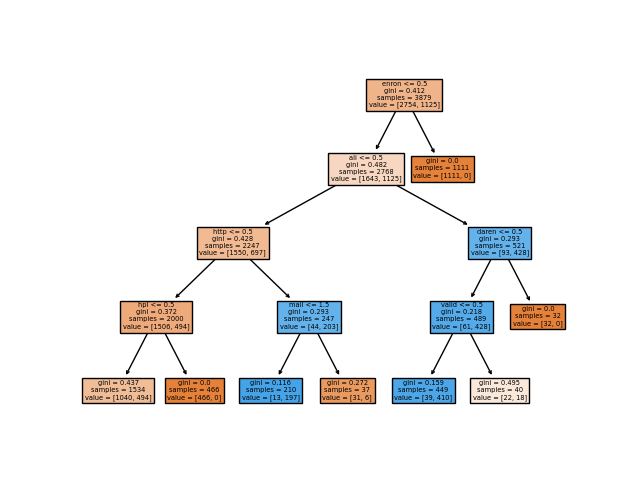 enron <= 0.5
gini = 0.412
samples = 3879
value = [2754, 1125]
all <= 0.5
gini = 0.482
samples = 2768
value = [1643, 1125]
gini = 0.0
samples = 1111
value = [1111, 0]
http <= 0.5
gini = 0.428
samples = 2247
value = [1550, 697]
daren <= 0.5
gini = 0.293
samples = 521
value = [93, 428]
hpl <= 0.5
gini = 0.372
samples = 2000
value = [1506, 494]
mail <= 1.5
gini = 0.293
samples = 247
value = [44, 203]
valid <= 0.5
gini = 0.218
samples = 489
value = [61, 428]
gini = 0.0
samples = 32
value = [32, 0]
gini = 0.437
samples = 1534
value = [1040, 494]
gini = 0.0
samples = 466
value = [466, 0]
gini = 0.116
samples = 210
value = [13, 197]
gini = 0.272
samples = 37
value = [31, 6]
gini = 0.159
samples = 449
value = [39, 410]
gini = 0.495
samples = 40
value = [22, 18]